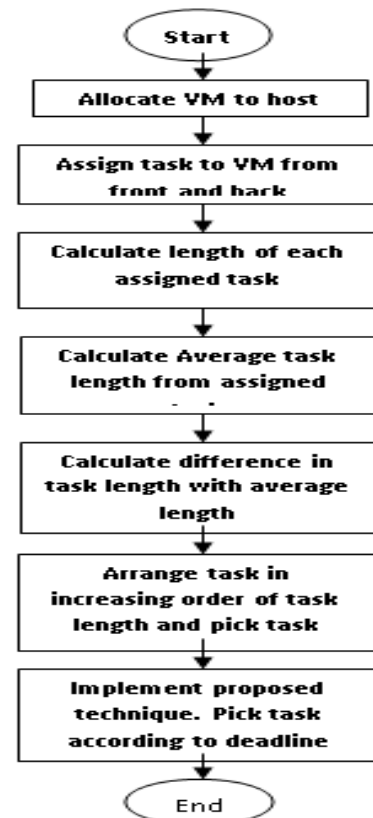 Start
Allocate VM to host
Assign task to VM from
front and back
Calculate length of each
assigned task
Calculate Average task
length from assigned
Calculate difference in
task length with average
length
Arrange task in
increasing order of task
length and pick task
Implement proposed
technique. Pick task
according to deadline
End